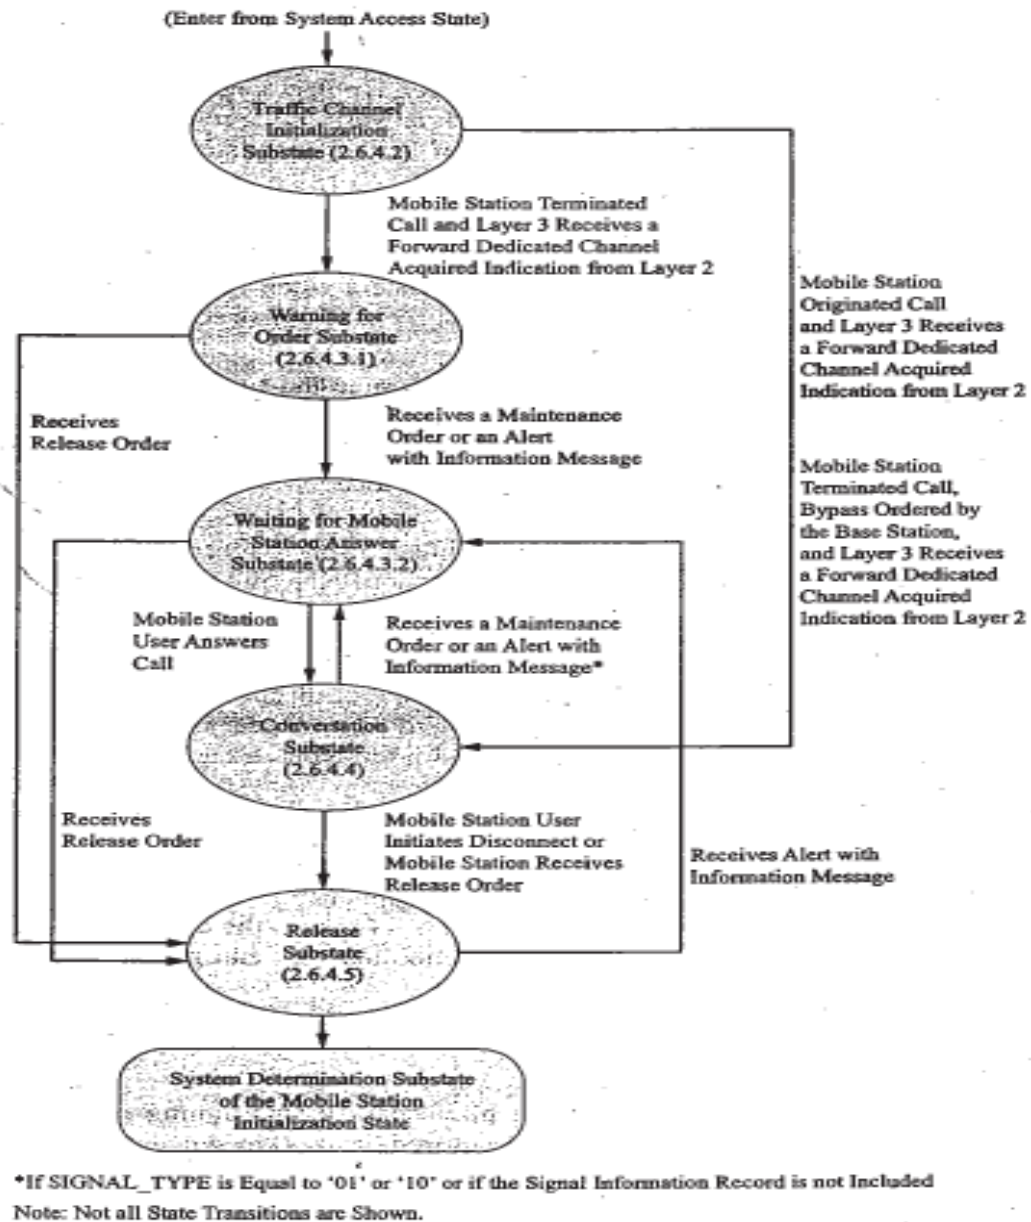 (Enter from System Access State)
Traffic Channel
Initialization
Substate (2.6.4.2)
Mobile Station Terminated
Call and Layer 3 Receives a
Forward Dedicated Channel
Acquired Indication from Layer 2
Mobile Station
Originated Call
and Layer 3 Receives
a Forward Dedicated
Channel Acquired
Indication from Layer 2
Warning for
Order Substate
(2.6.4.3.1)
Receives
Release Order
Receives a Maintenance
Order or an Alert
with Information Message
Mobile Station
Terminated Call,
Bypass Ordered by
the Base Station,
and Layer 3 Receives
a Forward Dedicated
Channel Acquired
Indication from Layer 2
Waiting for Mobile
Station Answer
Substate (2.6.4.3.2)
Mobile Station
User Answers
Call
Receives a Maintenance
Order or an Alert with
Information Message*
Conversation
Substate
(2.6.4.4)
Receives
Release Order
Mobile Station User
Initiates Disconnect or
Mobile Station Receives
Release Order
Receives Alert with
Information Message
Release
Substate
(2.6.4.5)
System Determination Substate
of the Mobile Station
Initialization State
*If SIGNAL_TYPE is Equal to '01' or '10' or if the Signal Information Record is not Included
Note: Not all State Transitions are Shown.